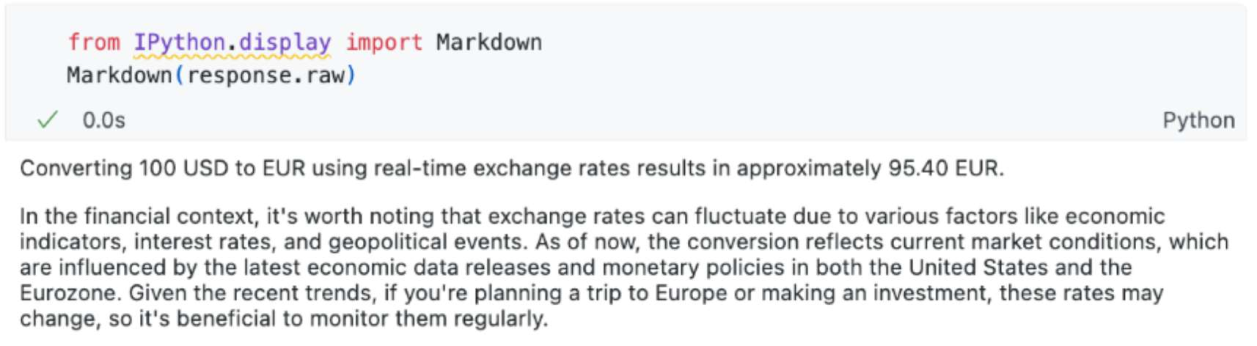 from IPython.display import Markdown
Markdown(response.raw)
✓ 0.0s
Python
Converting 100 USD to EUR using real-time exchange rates results in approximately 95.40 EUR.
In the financial context, it's worth noting that exchange rates can fluctuate due to various factors like economic
indicators, interest rates, and geopolitical events. As of now, the conversion reflects current market conditions, which
are influenced by the latest economic data releases and monetary policies in both the United States and the
Eurozone. Given the recent trends, if you're planning a trip to Europe or making an investment, these rates may
change, so it's beneficial to monitor them regularly.